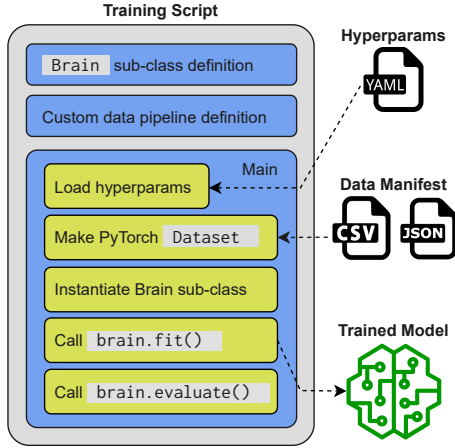 Training Script
Brain sub-class definition
Custom data pipeline definition
Main
Load hyperparams
Make PyTorch Dataset
Instantiate Brain sub-class
Call brain.fit()
Call brain.evaluate()
Hyperparams
YAML
Data Manifest
CSV JSON
Trained Model